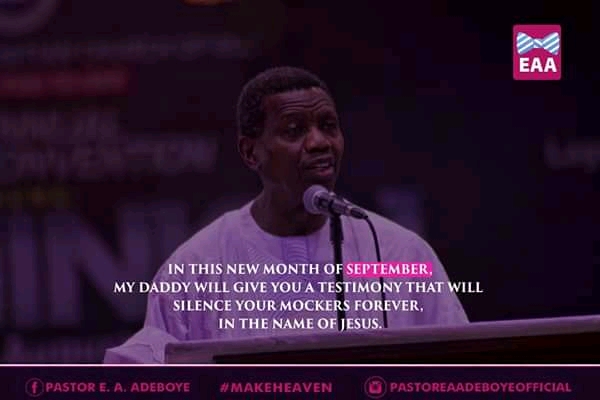 EAA
IN THIS NEW MONTH OF SEPTEMBER,
MY DADDY WILL GIVE YOU A TESTIMONY THAT WILL
SILENCE YOUR MOCKERS FOREVER,
IN THE NAME OF JESUS.
PASTOR E. A. ADEBOYE #MAKEHEAVEN PASTOREAADEBOYEOFFICIAL